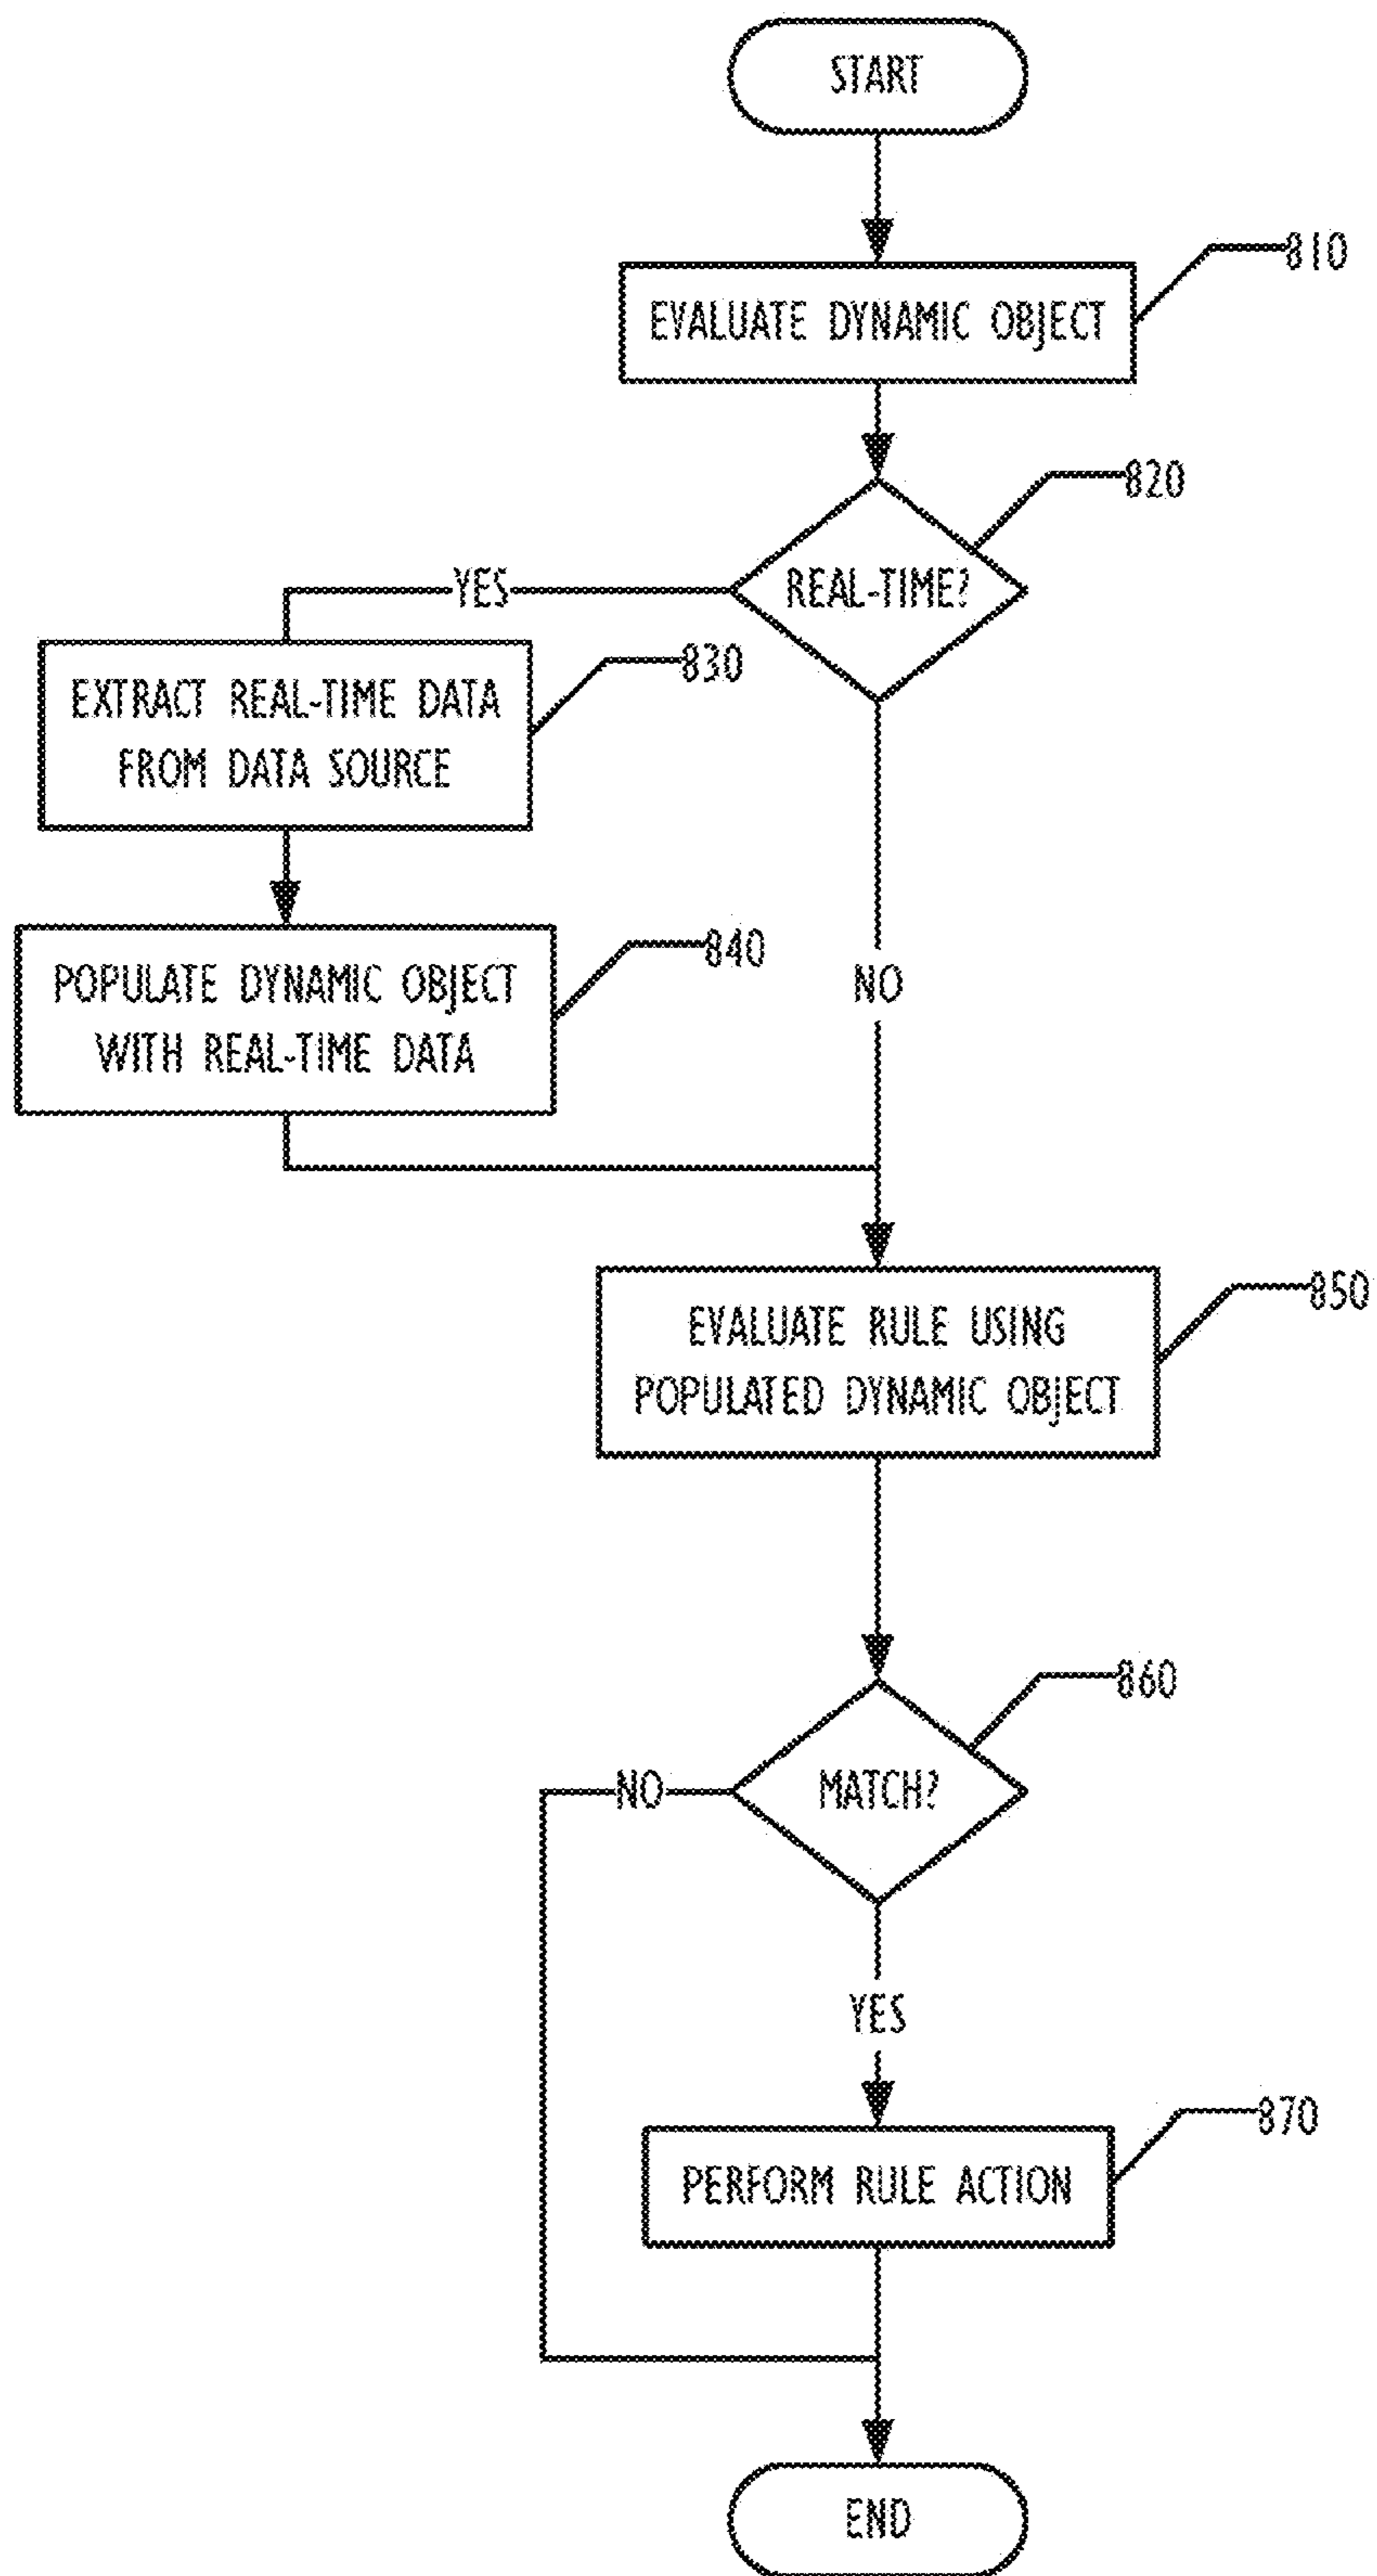 START
810
EVALUATE DYNAMIC OBJECT
820
REAL-TIME?
YES
830
EXTRACT REAL-TIME DATA
FROM DATA SOURCE
840
POPULATE DYNAMIC OBJECT
WITH REAL-TIME DATA
NO
850
EVALUATE RULE USING
POPULATED DYNAMIC OBJECT
860
MATCH?
NO
YES
870
PERFORM RULE ACTION
END